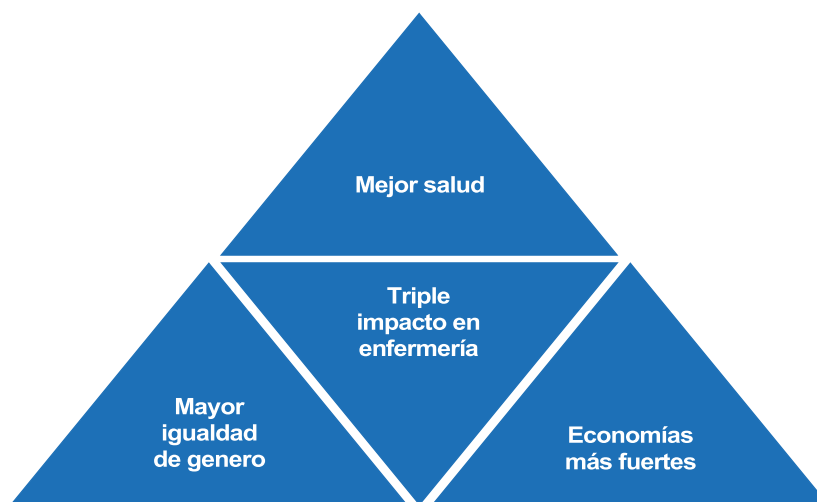 Mejor salud
Triple
impacto en
enfermería
Mayor
igualdad
de genero
Economías
más fuertes